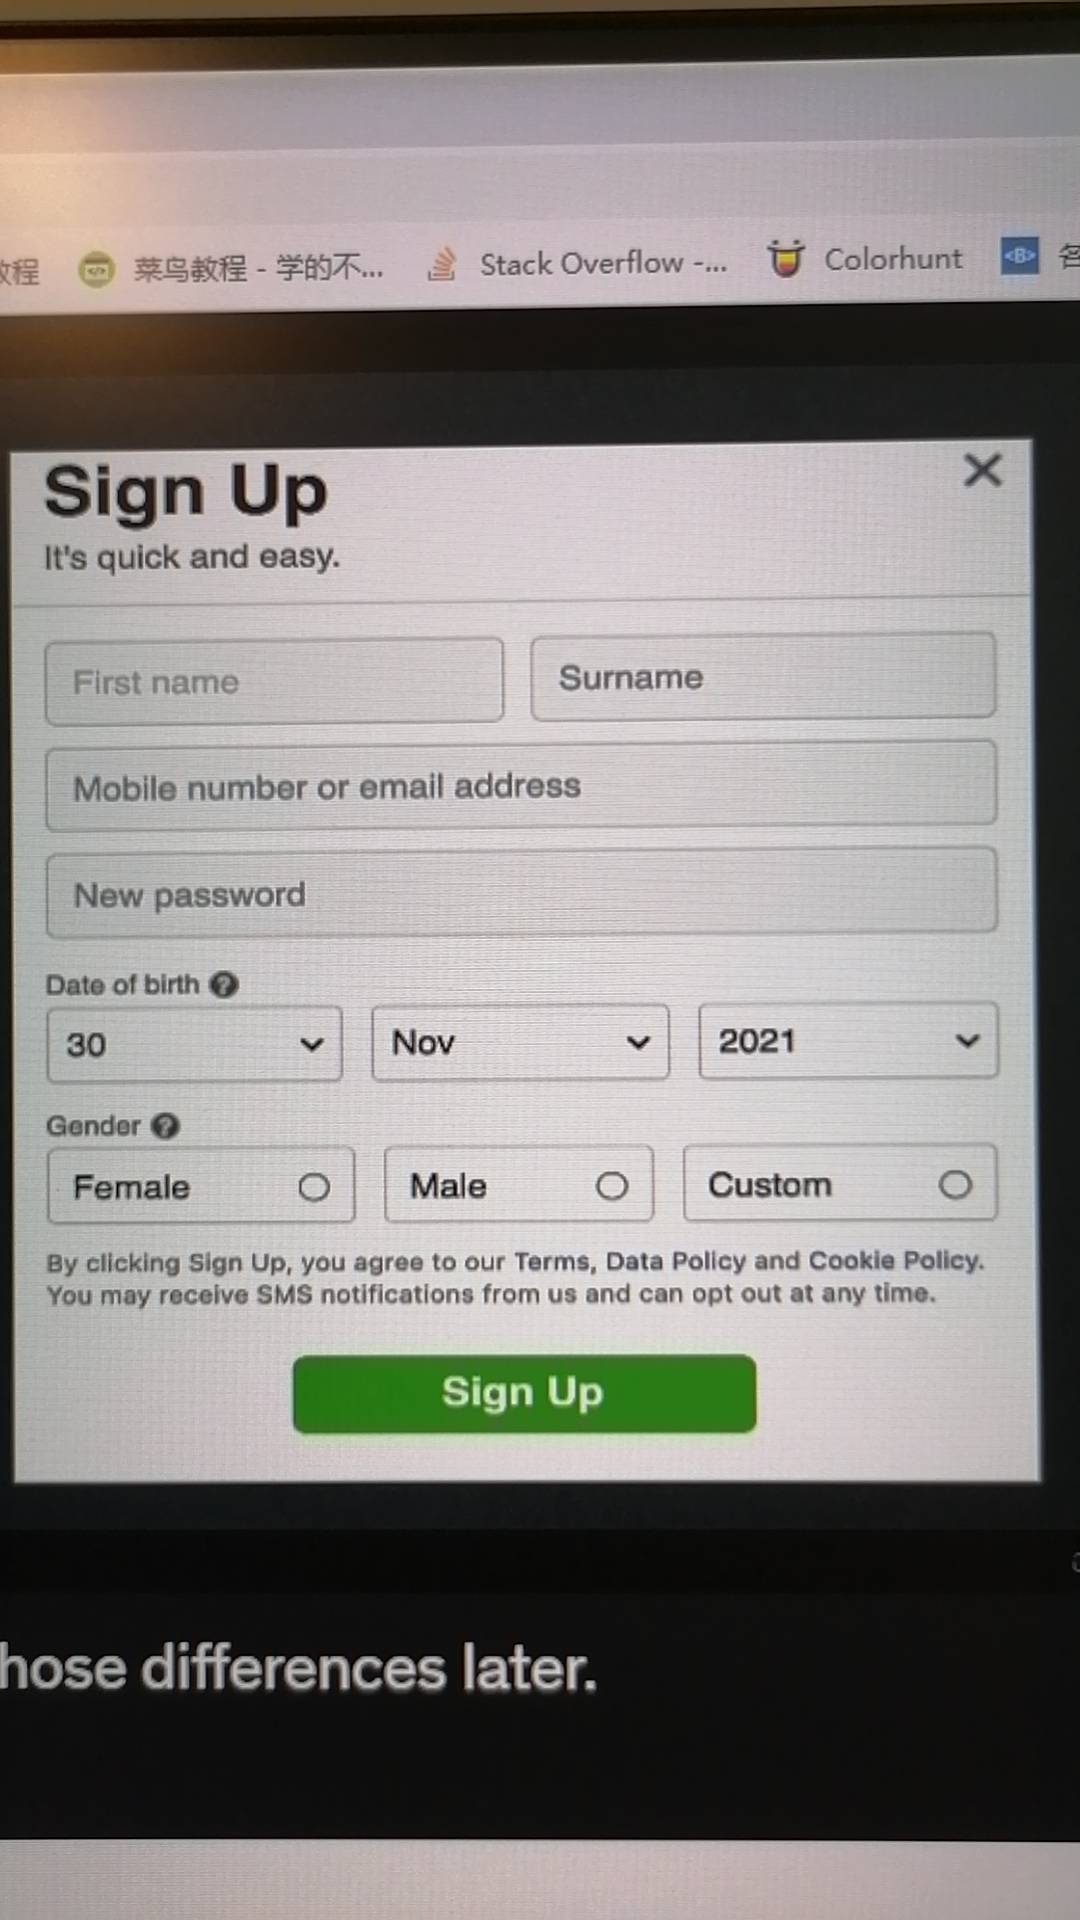 教程
菜鸟教程 - 学的不...
Stack Overflow -...
Colorhunt
<B>
Sign Up
It's quick and easy.
First name
Surname
Mobile number or email address
New password
Date of birth ?
30
Nov
2021
Gender ?
Female
Male
Custom
By clicking Sign Up, you agree to our Terms, Data Policy and Cookie Policy.
You may receive SMS notifications from us and can opt out at any time.
Sign Up
hose differences later.